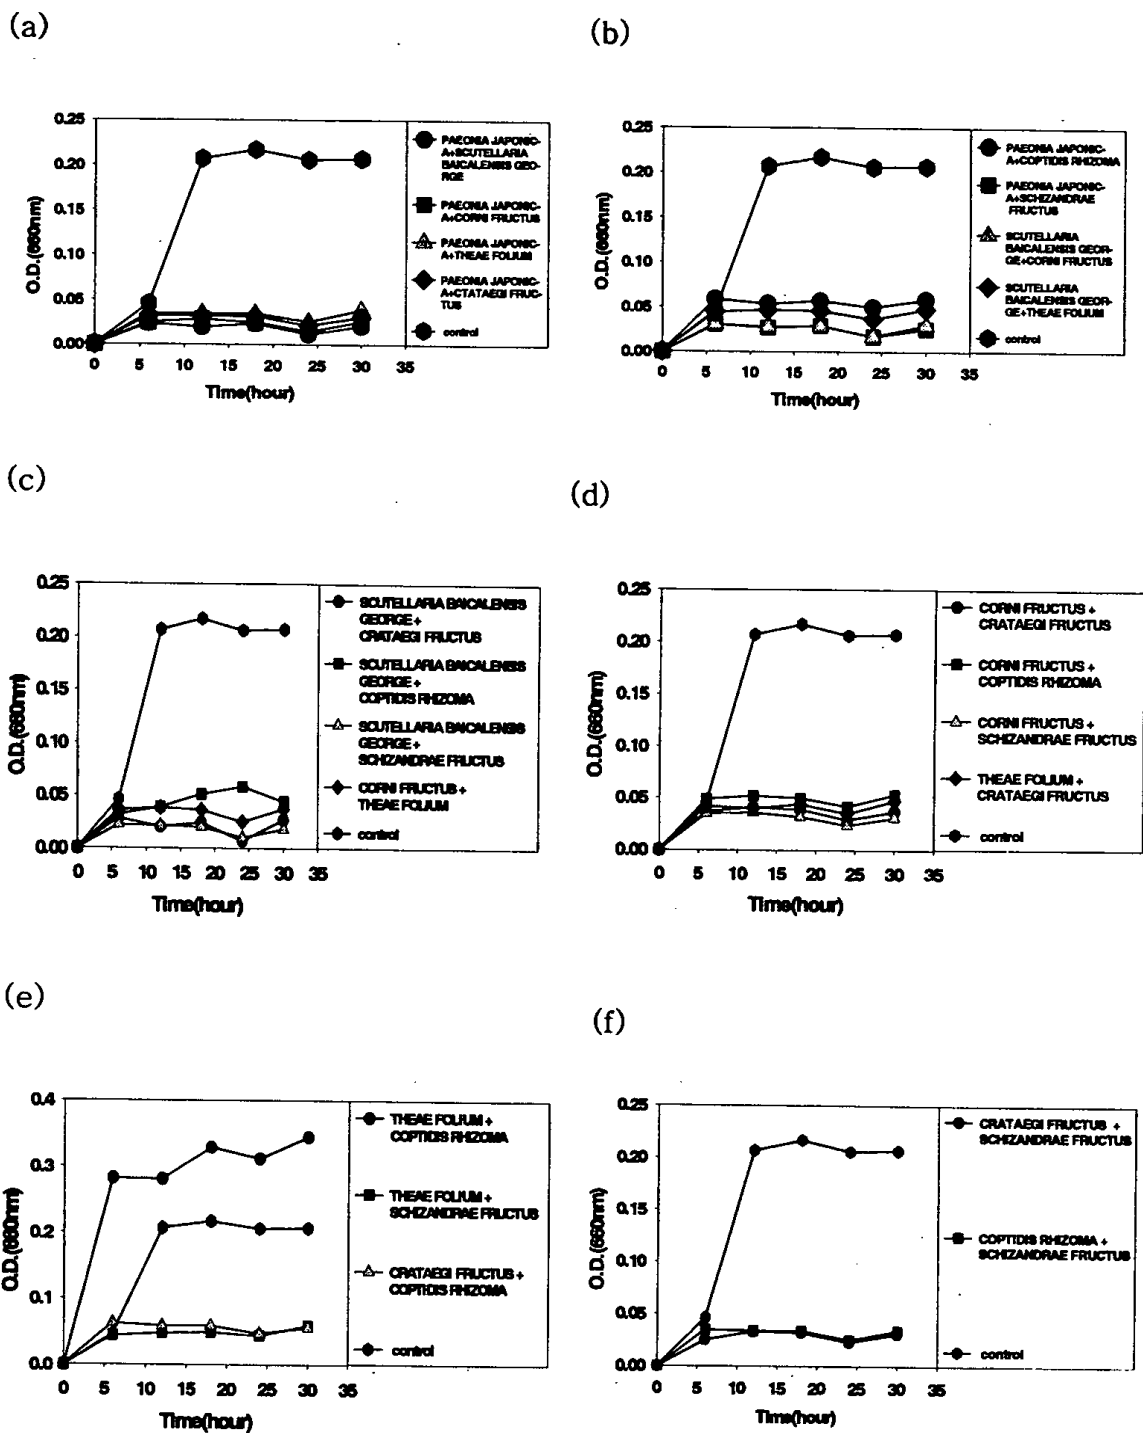 (a)
0.25
0.20
0.15
0.10
0.05
0.00
O.D.(660nm)
0 5 10 15 20 25 30 35
Time(hour)
PAEONIA JAPONIC-
A+SCUTELLARIA
BAICALENSIS GEO-
RGE
PAEONIA JAPONIC-
A+CORNI FRUCTUS
PAEONIA JAPONIC-
A+THEAE FOLIUM
PAEONIA JAPONIC-
A+CTATAEGI FRUC-
TUS
control
(b)
0.25
0.20
0.15
0.10
0.05
0.00
O.D.(660nm)
0 5 10 15 20 25 30 35
Time(hour)
PAEONIA JAPONIC-
A+COPTIDIS RHIZOMA
PAEONIA JAPONIC-
A+SCHIZANDRAE
FRUCTUS
SCUTELLARIA
BAICALENSIS GEOR-
GE+CORNI FRUCTUS
SCUTELLARIA
BAICALENSIS GEOR-
GE+THEAE FOLIUM
control
(c)
0.25
0.20
0.15
0.10
0.05
0.00
O.D.(660nm)
0 5 10 15 20 25 30 35
Time(hour)
SCUTELLARIA BAICALENSIS
GEORGE +
CRATAEGI FRUCTUS
SCUTELLARIA BAICALENSIS
GEORGE +
COPTIDIS RHIZOMA
SCUTELLARIA BAICALENSIS
GEORGE +
SCHIZANDRAE FRUCTUS
CORNI FRUCTUS +
THEAE FOLIUM
control
(d)
0.25
0.20
0.15
0.10
0.05
0.00
O.D.(660nm)
0 5 10 15 20 25 30 35
Time(hour)
CORNI FRUCTUS +
CRATAEGI FRUCTUS
CORNI FRUCTUS +
COPTIDIS RHIZOMA
CORNI FRUCTUS +
SCHIZANDRAE FRUCTUS
THEAE FOLIUM +
CRATAEGI FRUCTUS
control
(e)
0.4
0.3
0.2
0.1
0.0
O.D.(660nm)
0 5 10 15 20 25 30 35
Time(hour)
THEAE FOLIUM +
COPTIDIS RHIZOMA
THEAE FOLIUM +
SCHIZANDRAE FRUCTUS
CRATAEGI FRUCTUS +
COPTIDIS RHIZOMA
control
(f)
0.25
0.20
0.15
0.10
0.05
0.00
O.D.(660nm)
0 5 10 15 20 25 30 35
Time(hour)
CRATAEGI FRUCTUS +
SCHIZANDRAE FRUCTUS
COPTIDIS RHIZOMA +
SCHIZANDRAE FRUCTUS
control